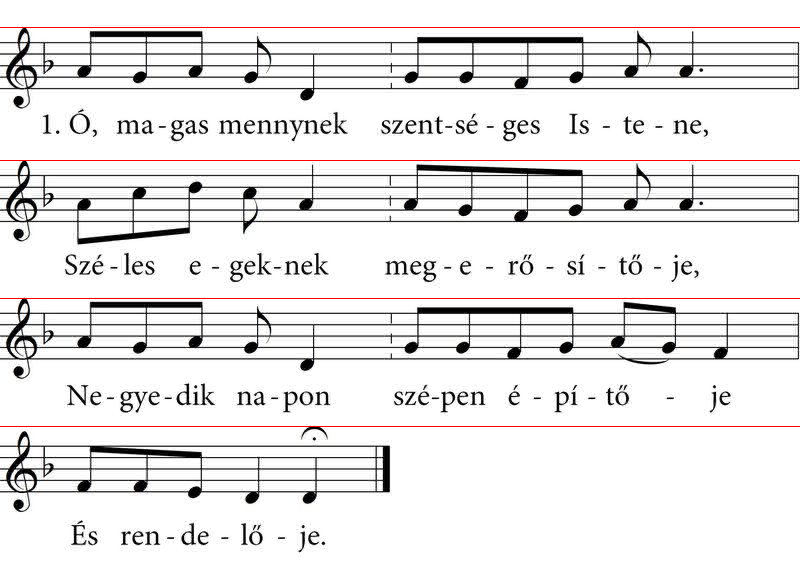 1. Ó, ma-gas mennynek szent-sé-ges Is-te-ne,
Szé-les e-gek-nek meg-e-rő-sí-tő-je,
Ne-gye-dik na-pon szé-pen é-pí-tő-je
És ren-de-lő-je.